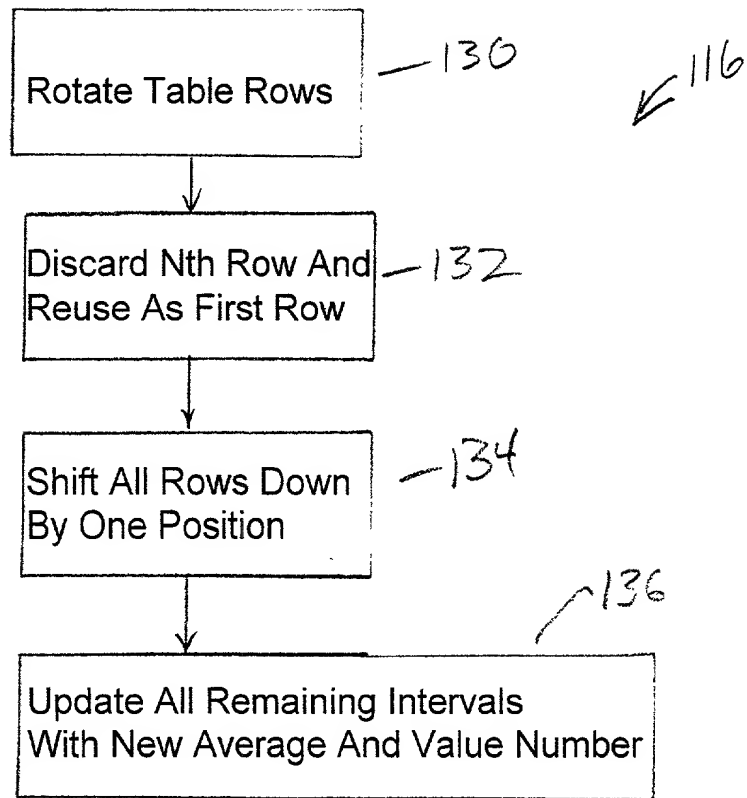 Rotate Table Rows
130
116
Discard Nth Row And
Reuse As First Row
132
Shift All Rows Down
By One Position
134
136
Update All Remaining Intervals
With New Average And Value Number